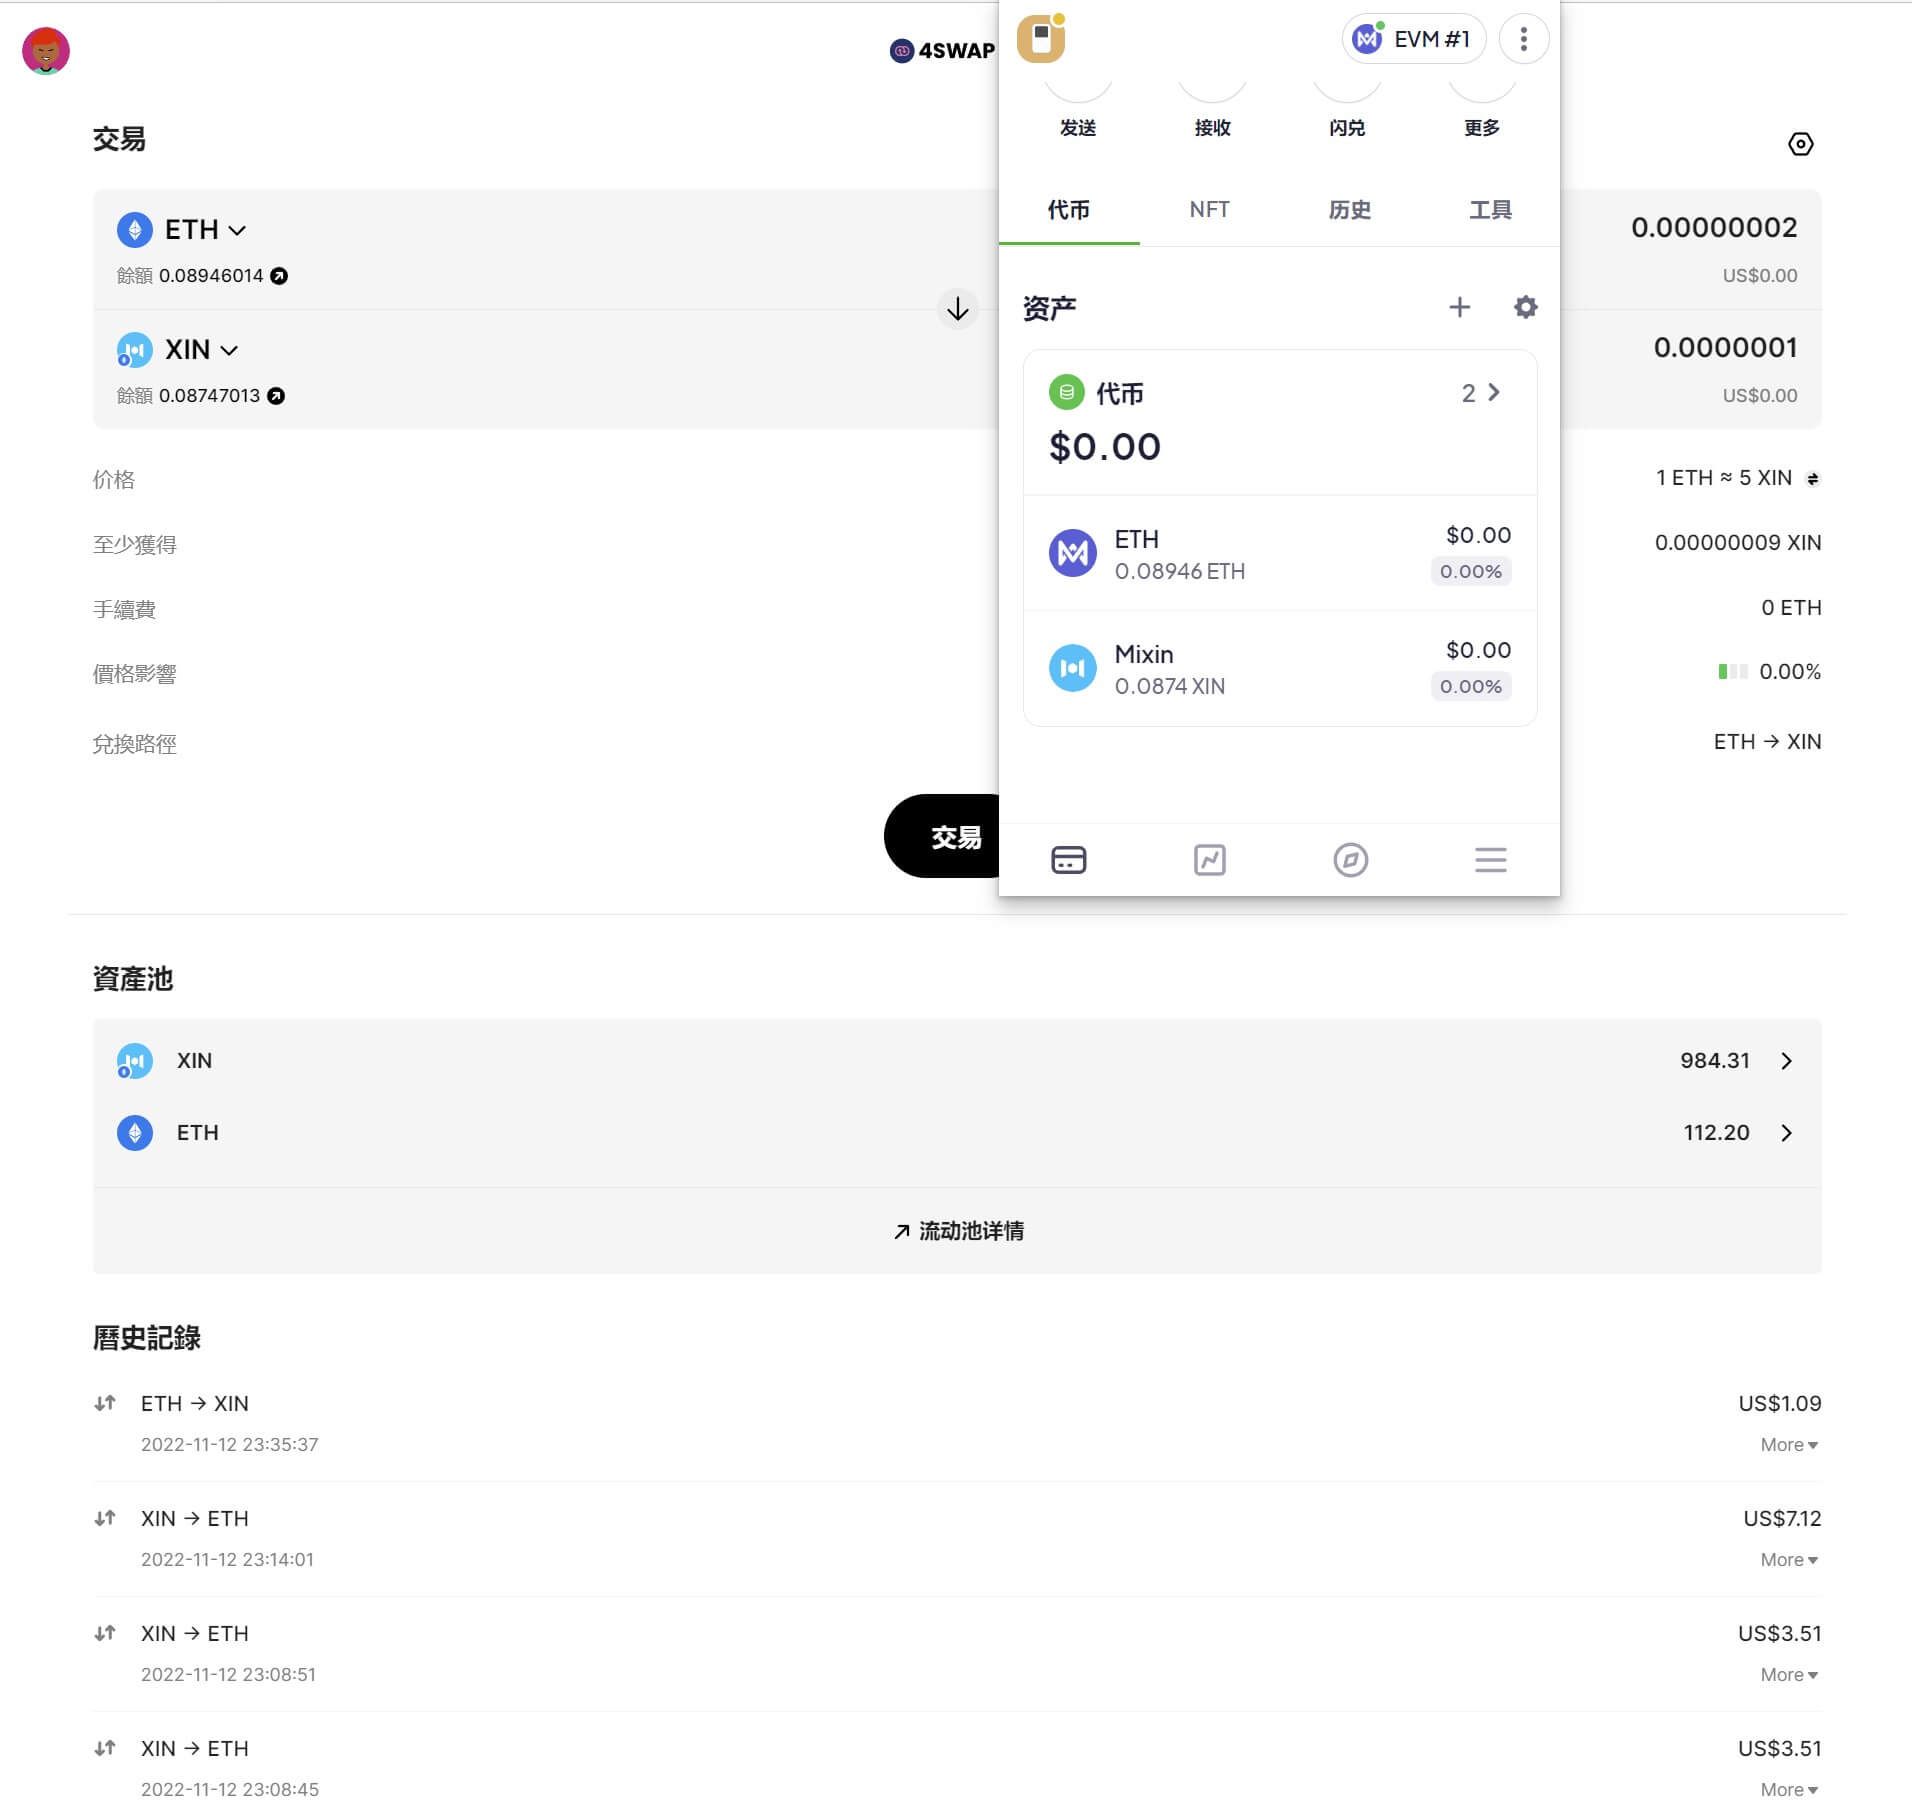 4SWAP
交易
ETH
餘額 0.08946014
0.00000002
US$0.00
XIN
餘額 0.08747013
0.0000001
US$0.00
价格
1 ETH ≈ 5 XIN
至少獲得
0.00000009 XIN
手續費
0 ETH
價格影響
0.00%
兌換路徑
ETH → XIN
交易
EVM #1
发送
接收
闪兑
更多
代币
NFT
历史
工具
资产
代币
2
$0.00
ETH
$0.00
0.08946 ETH
0.00%
Mixin
$0.00
0.0874 XIN
0.00%
資產池
XIN
984.31
ETH
112.20
流动池详情
曆史記錄
ETH → XIN
US$1.09
2022-11-12 23:35:37
More
XIN → ETH
US$7.12
2022-11-12 23:14:01
More
XIN → ETH
US$3.51
2022-11-12 23:08:51
More
XIN → ETH
US$3.51
2022-11-12 23:08:45
More